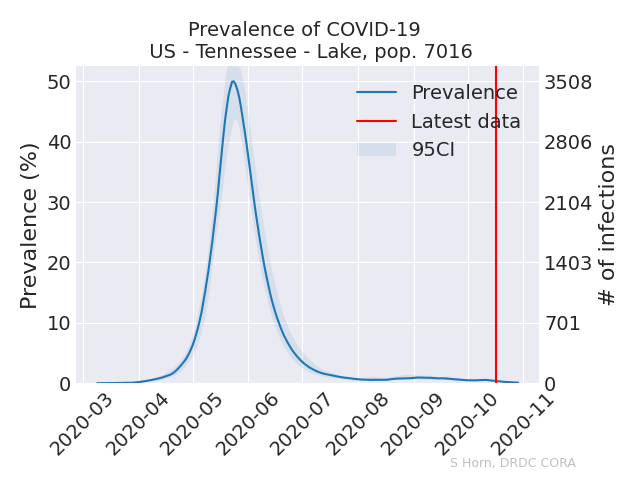 Prevalence of COVID-19
US - Tennessee - Lake, pop. 7016
Prevalence (%)
50
40
30
20
10
0
Prevalence
Latest data
95CI
3508
2806
2104
1403
701
0
# of infections
2020-03
2020-04
2020-05
2020-06
2020-07
2020-08
2020-09
2020-10
2020-11
S Horn, DRDC CORA